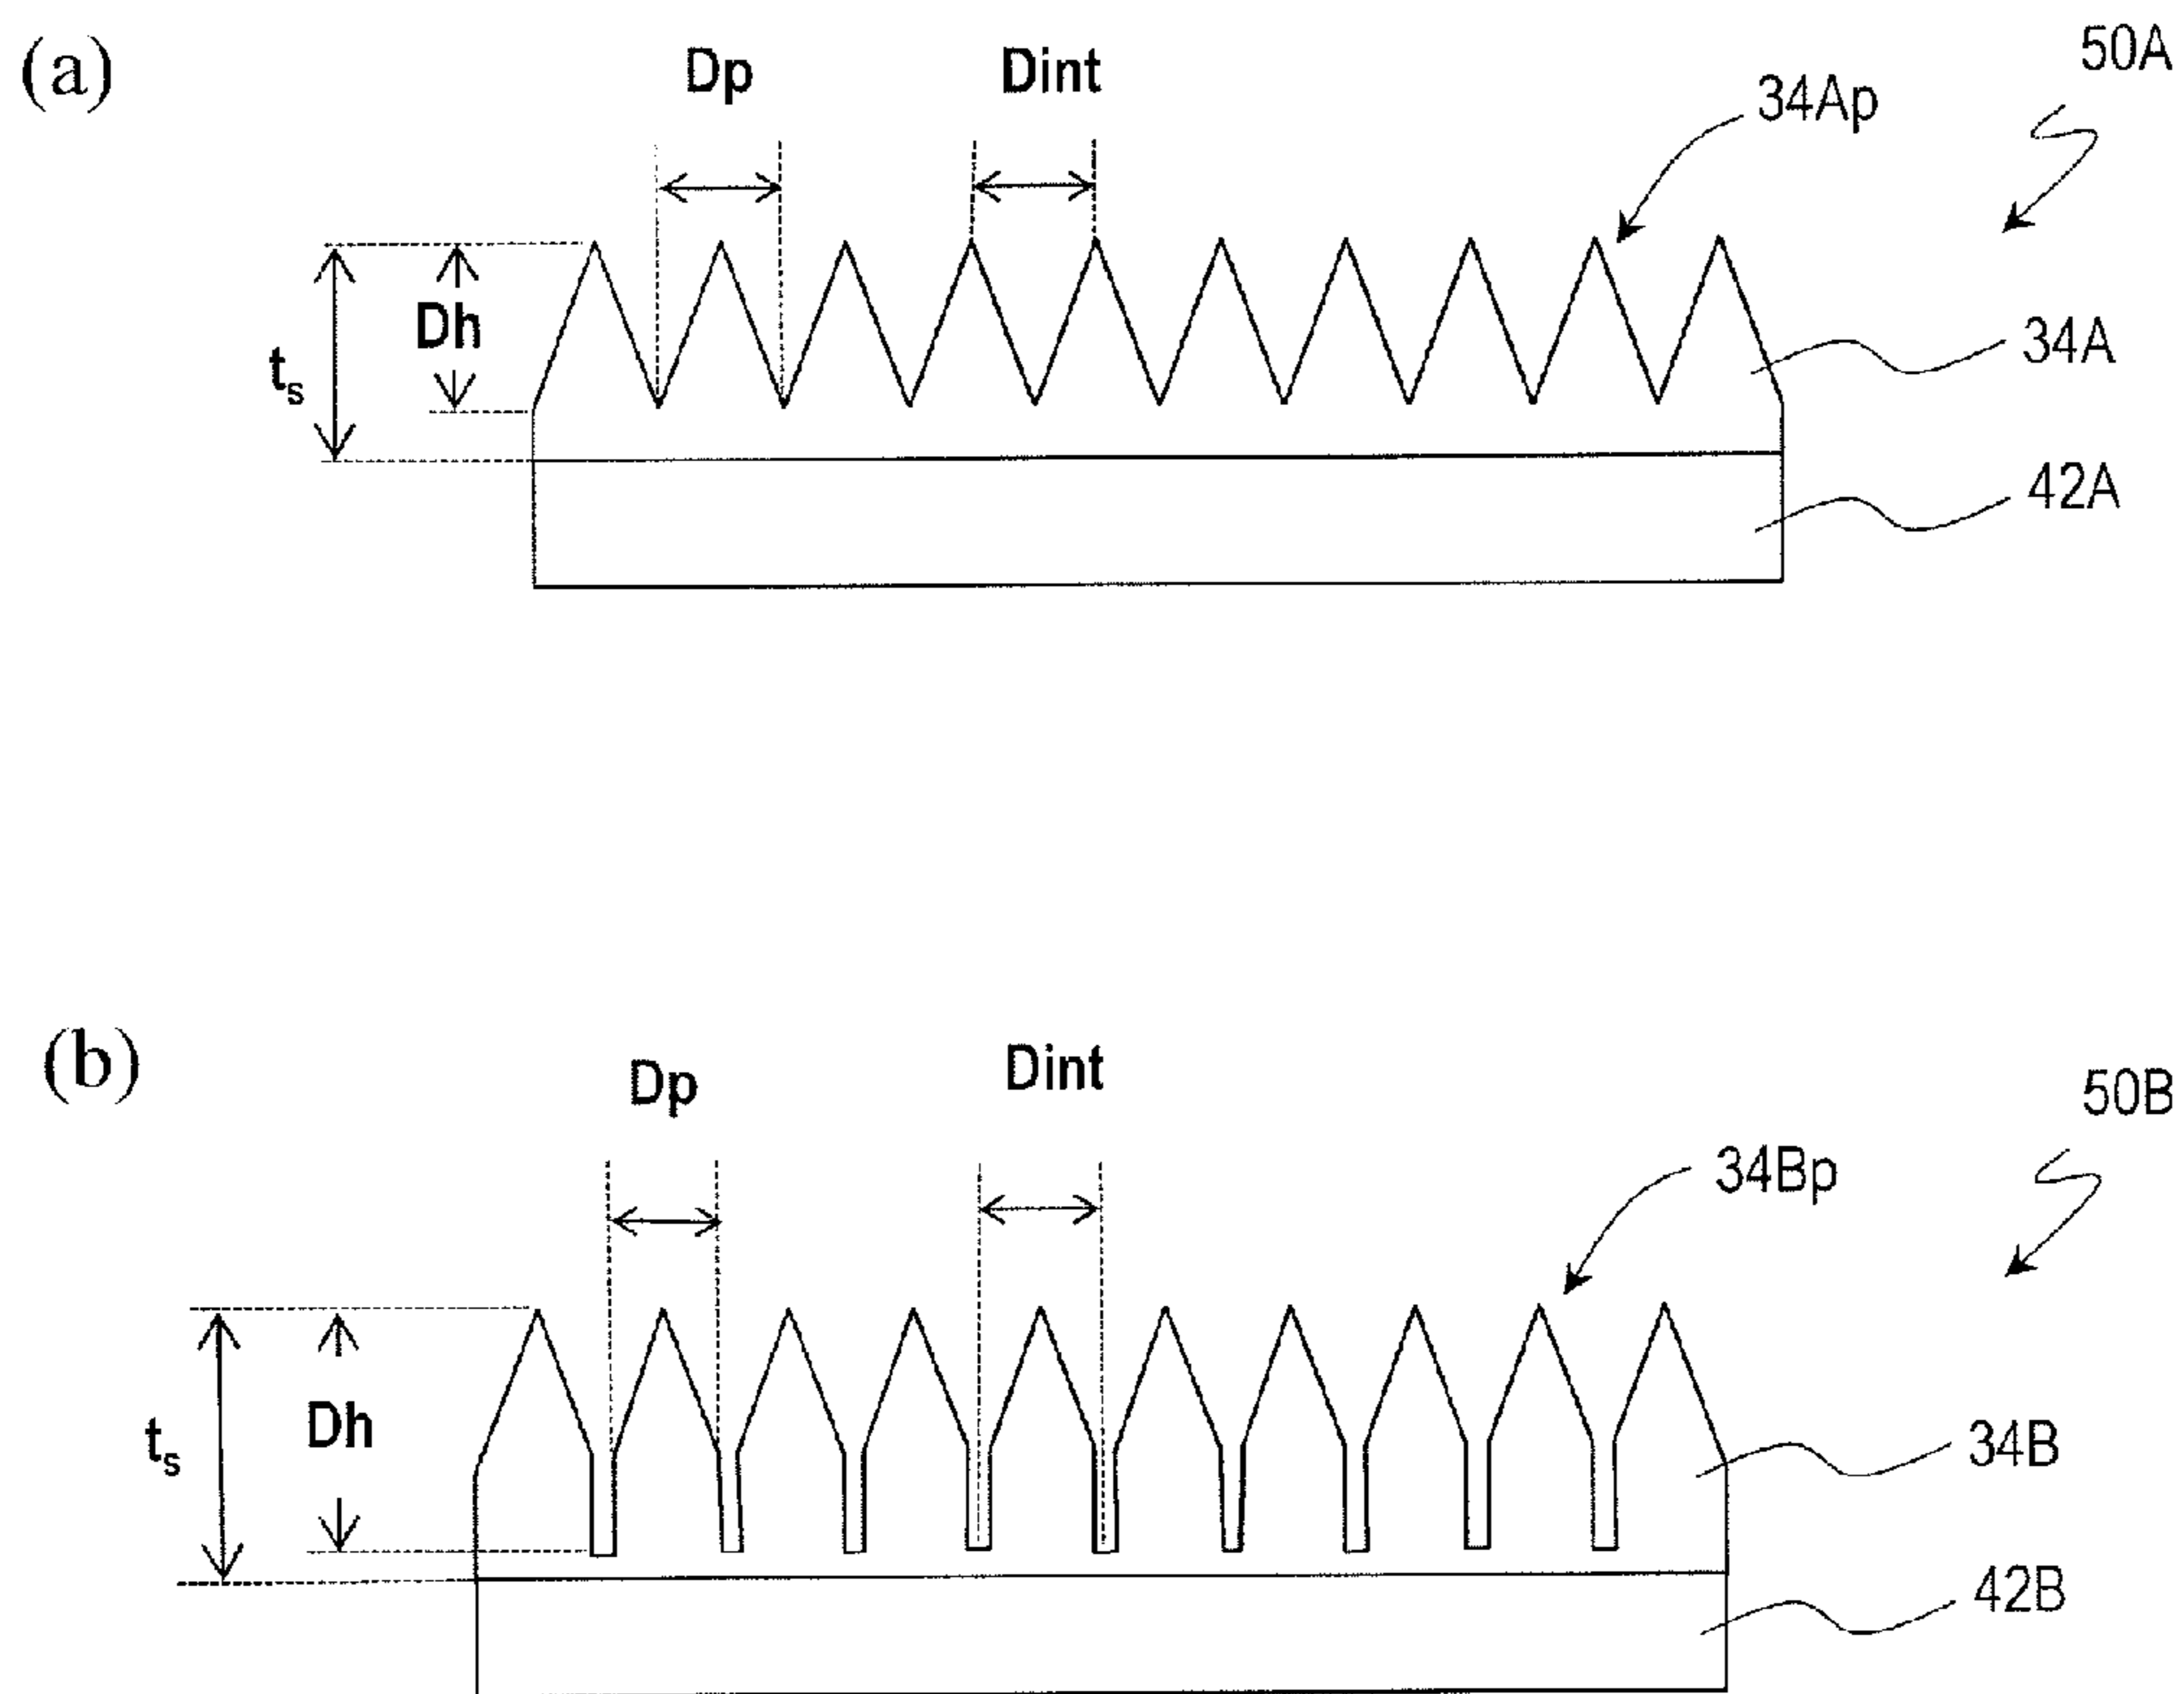 (a)
Dp
Dint
34Ap
50A
Dh
ts
34A
42A
(b)
Dp
Dint
34Bp
50B
Dh
ts
34B
42B